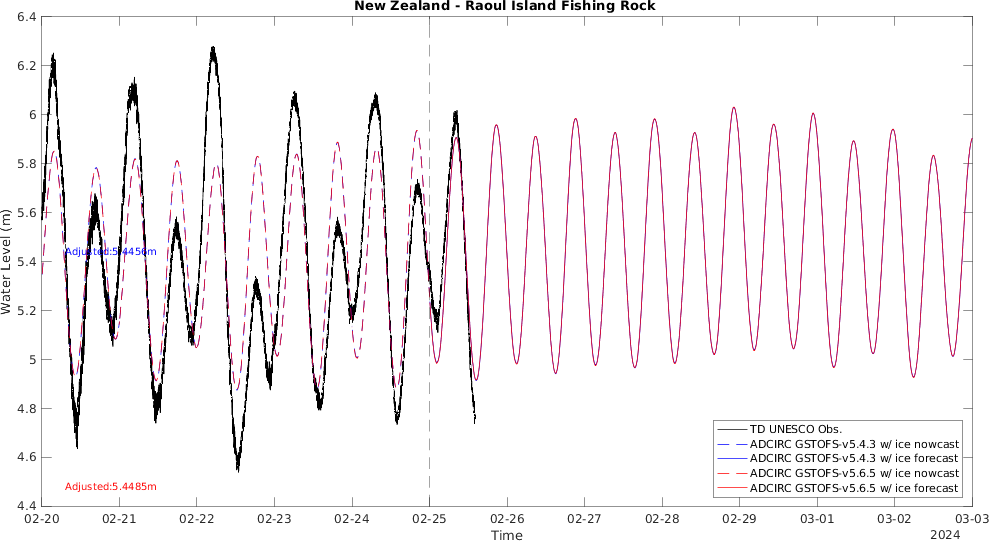 New Zealand - Raoul Island Fishing Rock
Water Level (m)
6.4
6.2
6
5.8
5.6
5.4
5.2
5
4.8
4.6
4.4
Adjusted:5.4456m
Adjusted:5.4485m
TD UNESCO Obs.
ADCIRC GSTOFS-v5.4.3 w/ ice nowcast
ADCIRC GSTOFS-v5.4.3 w/ ice forecast
ADCIRC GSTOFS-v5.6.5 w/ ice nowcast
ADCIRC GSTOFS-v5.6.5 w/ ice forecast
02-20 02-21 02-22 02-23 02-24 02-25 02-26 02-27 02-28 02-29 03-01 03-02 03-03
Time
2024